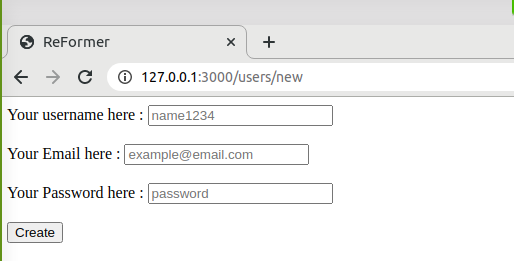 ReFormer
127.0.0.1:3000/users/new
Your username here : name1234
Your Email here : example@email.com
Your Password here : password
Create